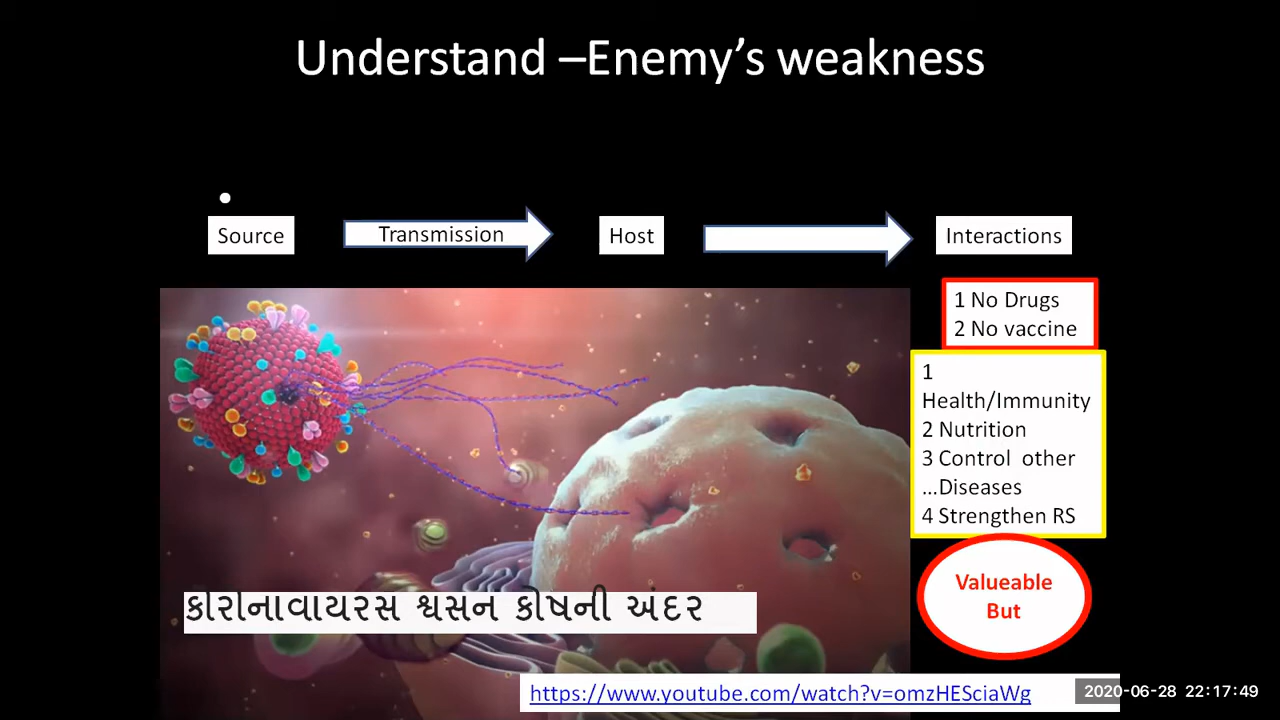 Understand –Enemy’s weakness
Source
Transmission
Host
Interactions
1 No Drugs
2 No vaccine
1
Health/Immunity
2 Nutrition
3 Control other
...Diseases
4 Strengthen RS
Valueable
But
કોરોનાવાયરસ શ્વસન કોષની અંદર
https://www.youtube.com/watch?v=omzHESciaWg
2020-06-28 22:17:49